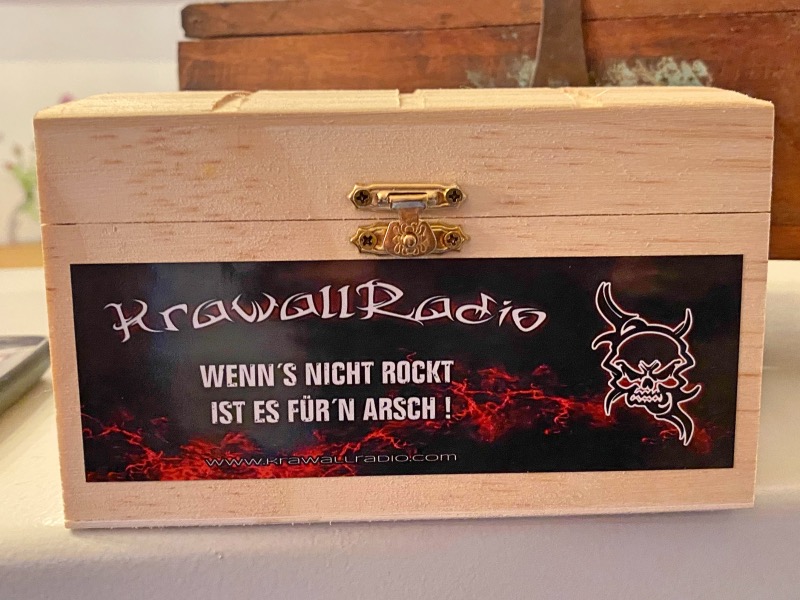 KrawallRadio
WENN´S NICHT ROCKT
IST ES FÜR´N ARSCH !
www.krawallradio.com